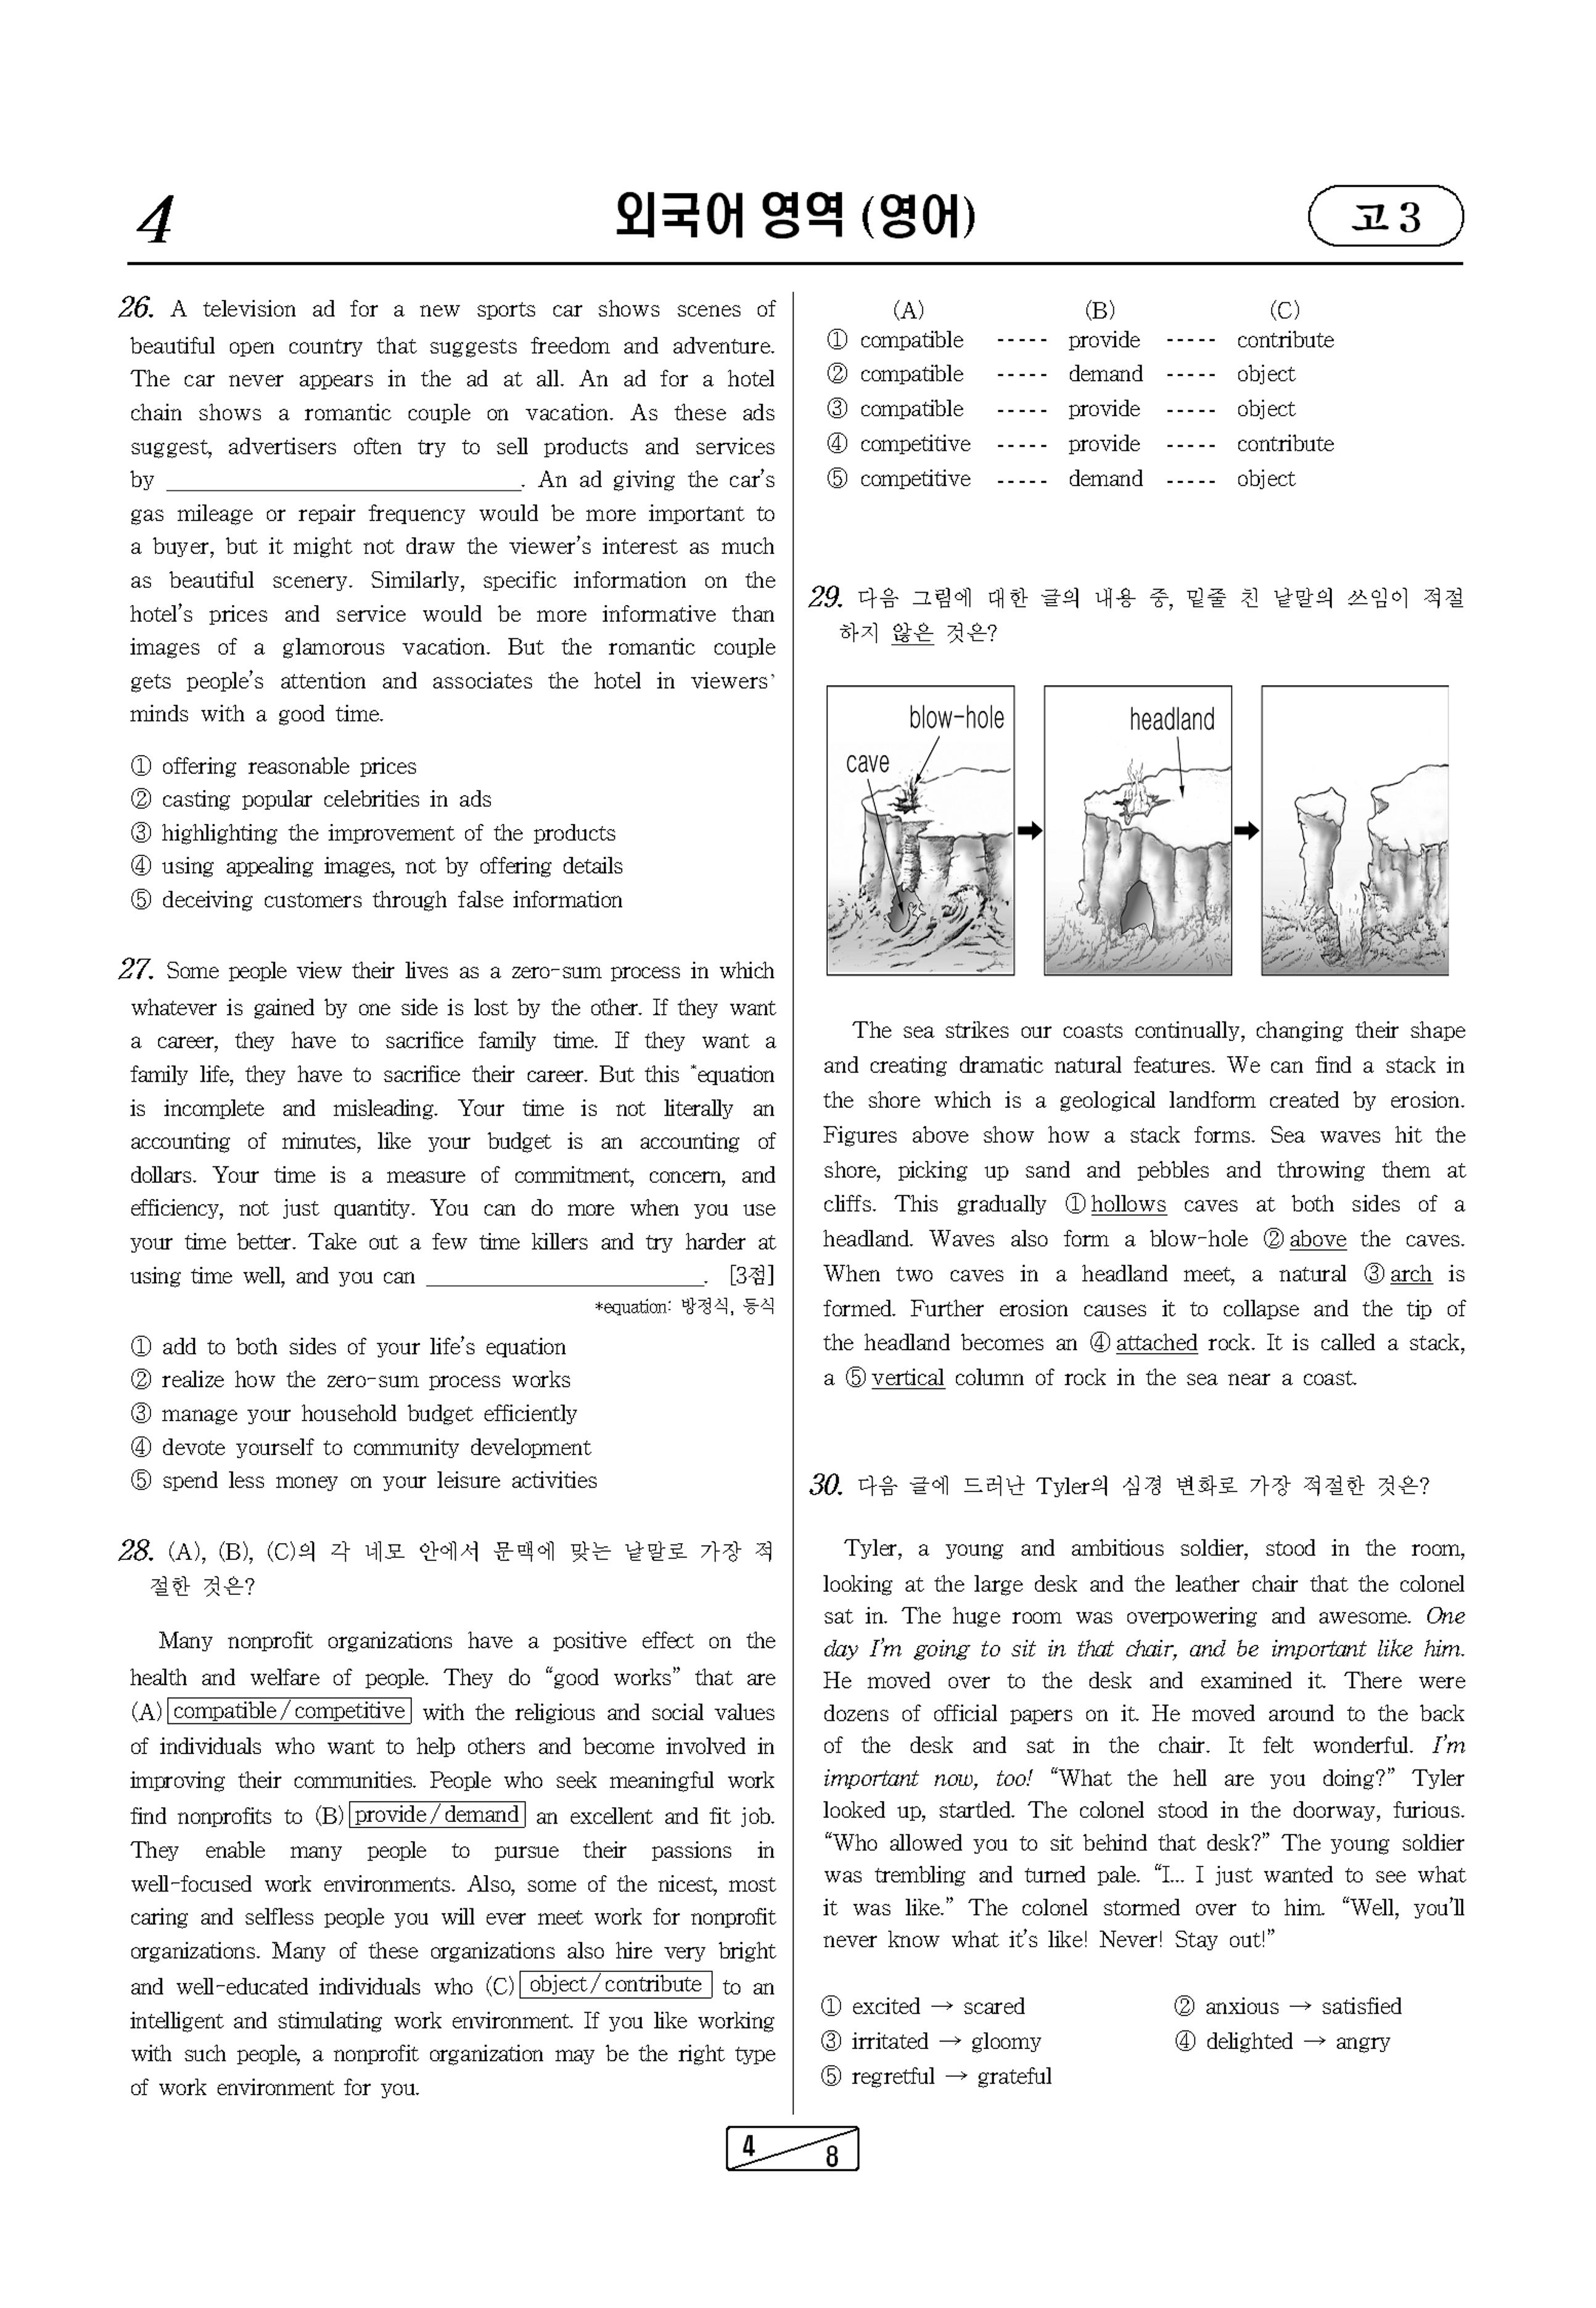 4
외국어 영역 (영어)
고 3
26. A television ad for a new sports car shows scenes of
beautiful open country that suggests freedom and adventure.
The car never appears in the ad at all. An ad for a hotel
chain shows a romantic couple on vacation. As these ads
suggest, advertisers often try to sell products and services
by ______________________. An ad giving the car's
gas mileage or repair frequency would be more important to
a buyer, but it might not draw the viewer's interest as much
as beautiful scenery. Similarly, specific information on the
hotel's prices and service would be more informative than
images of a glamorous vacation. But the romantic couple
gets people's attention and associates the hotel in viewers'
minds with a good time.
① offering reasonable prices
② casting popular celebrities in ads
③ highlighting the improvement of the products
④ using appealing images, not by offering details
⑤ deceiving customers through false information
27. Some people view their lives as a zero-sum process in which
whatever is gained by one side is lost by the other. If they want
a career, they have to sacrifice family time. If they want a
family life, they have to sacrifice their career. But this *equation
is incomplete and misleading. Your time is not literally an
accounting of minutes, like your budget is an accounting of
dollars. Your time is a measure of commitment, concern, and
efficiency, not just quantity. You can do more when you use
your time better. Take out a few time killers and try harder at
using time well, and you can ______________________. [3점]
*equation: 방정식, 등식
① add to both sides of your life's equation
② realize how the zero-sum process works
③ manage your household budget efficiently
④ devote yourself to community development
⑤ spend less money on your leisure activities
28. (A), (B), (C)의 각 네모 안에서 문맥에 맞는 낱말로 가장 적
절한 것은?
Many nonprofit organizations have a positive effect on the
health and welfare of people. They do “good works” that are
(A) compatible / competitive with the religious and social values
of individuals who want to help others and become involved in
improving their communities. People who seek meaningful work
find nonprofits to (B) provide / demand an excellent and fit job.
They enable many people to pursue their passions in
well-focused work environments. Also, some of the nicest, most
caring and selfless people you will ever meet work for nonprofit
organizations. Many of these organizations also hire very bright
and well-educated individuals who (C) object / contribute to an
intelligent and stimulating work environment. If you like working
with such people, a nonprofit organization may be the right type
of work environment for you.
(A) (B) (C)
① compatible ----- provide ----- contribute
② compatible ----- demand ----- object
③ compatible ----- provide ----- object
④ competitive ----- provide ----- contribute
⑤ competitive ----- demand ----- object
29. 다음 그림에 대한 글의 내용 중, 밑줄 친 낱말의 쓰임이 적절
하지 않은 것은?
blow-hole
cave
headland
The sea strikes our coasts continually, changing their shape
and creating dramatic natural features. We can find a stack in
the shore which is a geological landform created by erosion.
Figures above show how a stack forms. Sea waves hit the
shore, picking up sand and pebbles and throwing them at
cliffs. This gradually ① hollows caves at both sides of a
headland. Waves also form a blow-hole ② above the caves.
When two caves in a headland meet, a natural ③ arch is
formed. Further erosion causes it to collapse and the tip of
the headland becomes an ④ attached rock. It is called a stack,
a ⑤ vertical column of rock in the sea near a coast.
30. 다음 글에 드러난 Tyler의 심경 변화로 가장 적절한 것은?
Tyler, a young and ambitious soldier, stood in the room,
looking at the large desk and the leather chair that the colonel
sat in. The huge room was overpowering and awesome. One
day I'm going to sit in that chair, and be important like him.
He moved over to the desk and examined it. There were
dozens of official papers on it. He moved around to the back
of the desk and sat in the chair. It felt wonderful. I'm
important now, too! “What the hell are you doing?” Tyler
looked up, startled. The colonel stood in the doorway, furious.
“Who allowed you to sit behind that desk?” The young soldier
was trembling and turned pale. “I... I just wanted to see what
it was like.” The colonel stormed over to him. “Well, you'll
never know what it's like! Never! Stay out!”
① excited → scared ② anxious → satisfied
③ irritated → gloomy ④ delighted → angry
⑤ regretful → grateful
4 8